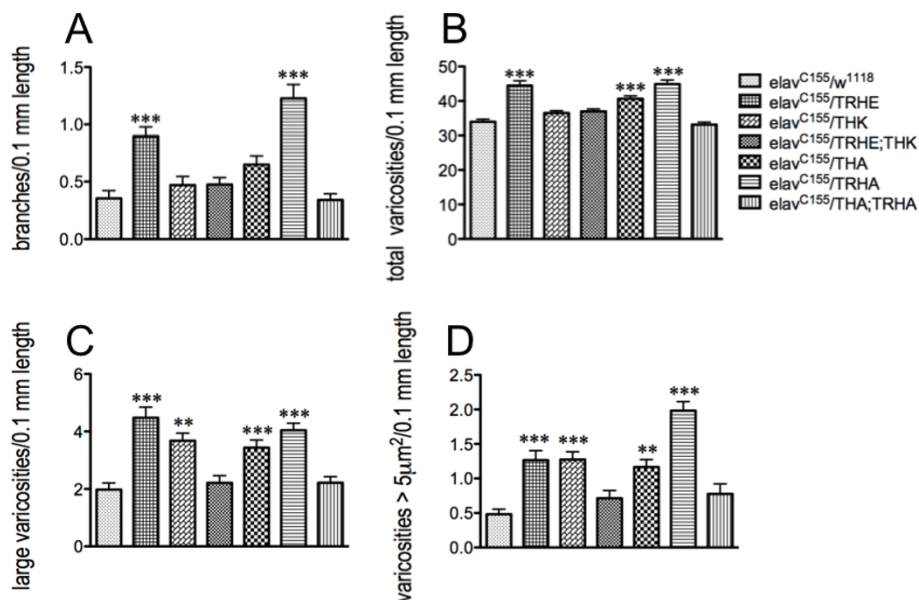 A
branches/0.1 mm length
1.5
1.0
0.5
0.0
***
***
B
total varicosities/0.1 mm length
50
40
30
20
10
0
***
***
***
elavC155/w1118
elavC155/TRHE
elavC155/THK
elavC155/TRHE;THK
elavC155/THA
elavC155/TRHA
elavC155/THA;TRHA
C
large varicosities/0.1 mm length
6
4
2
0
***
**
***
***
D
varicosities > 5μm²/0.1 mm length
2.5
2.0
1.5
1.0
0.5
0.0
***
***
**
***